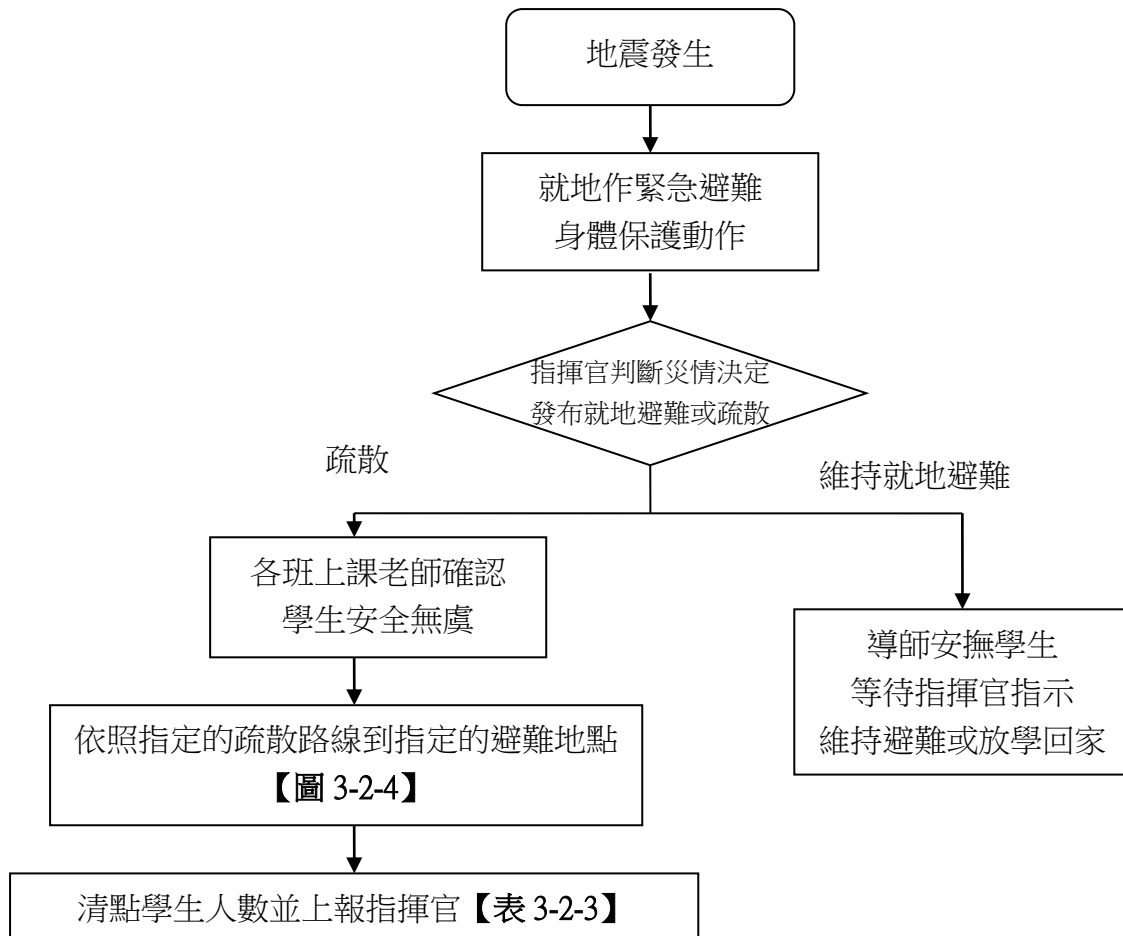 地震發生
就地作緊急避難
身體保護動作
指揮官判斷災情決定
發布就地避難或疏散
疏散
維持就地避難
各班上課老師確認
學生安全無虞
導師安撫學生
等待指揮官指示
維持避難或放學回家
依照指定的疏散路線到指定的避難地點
【圖 3-2-4】
清點學生人數並上報指揮官【表 3-2-3】